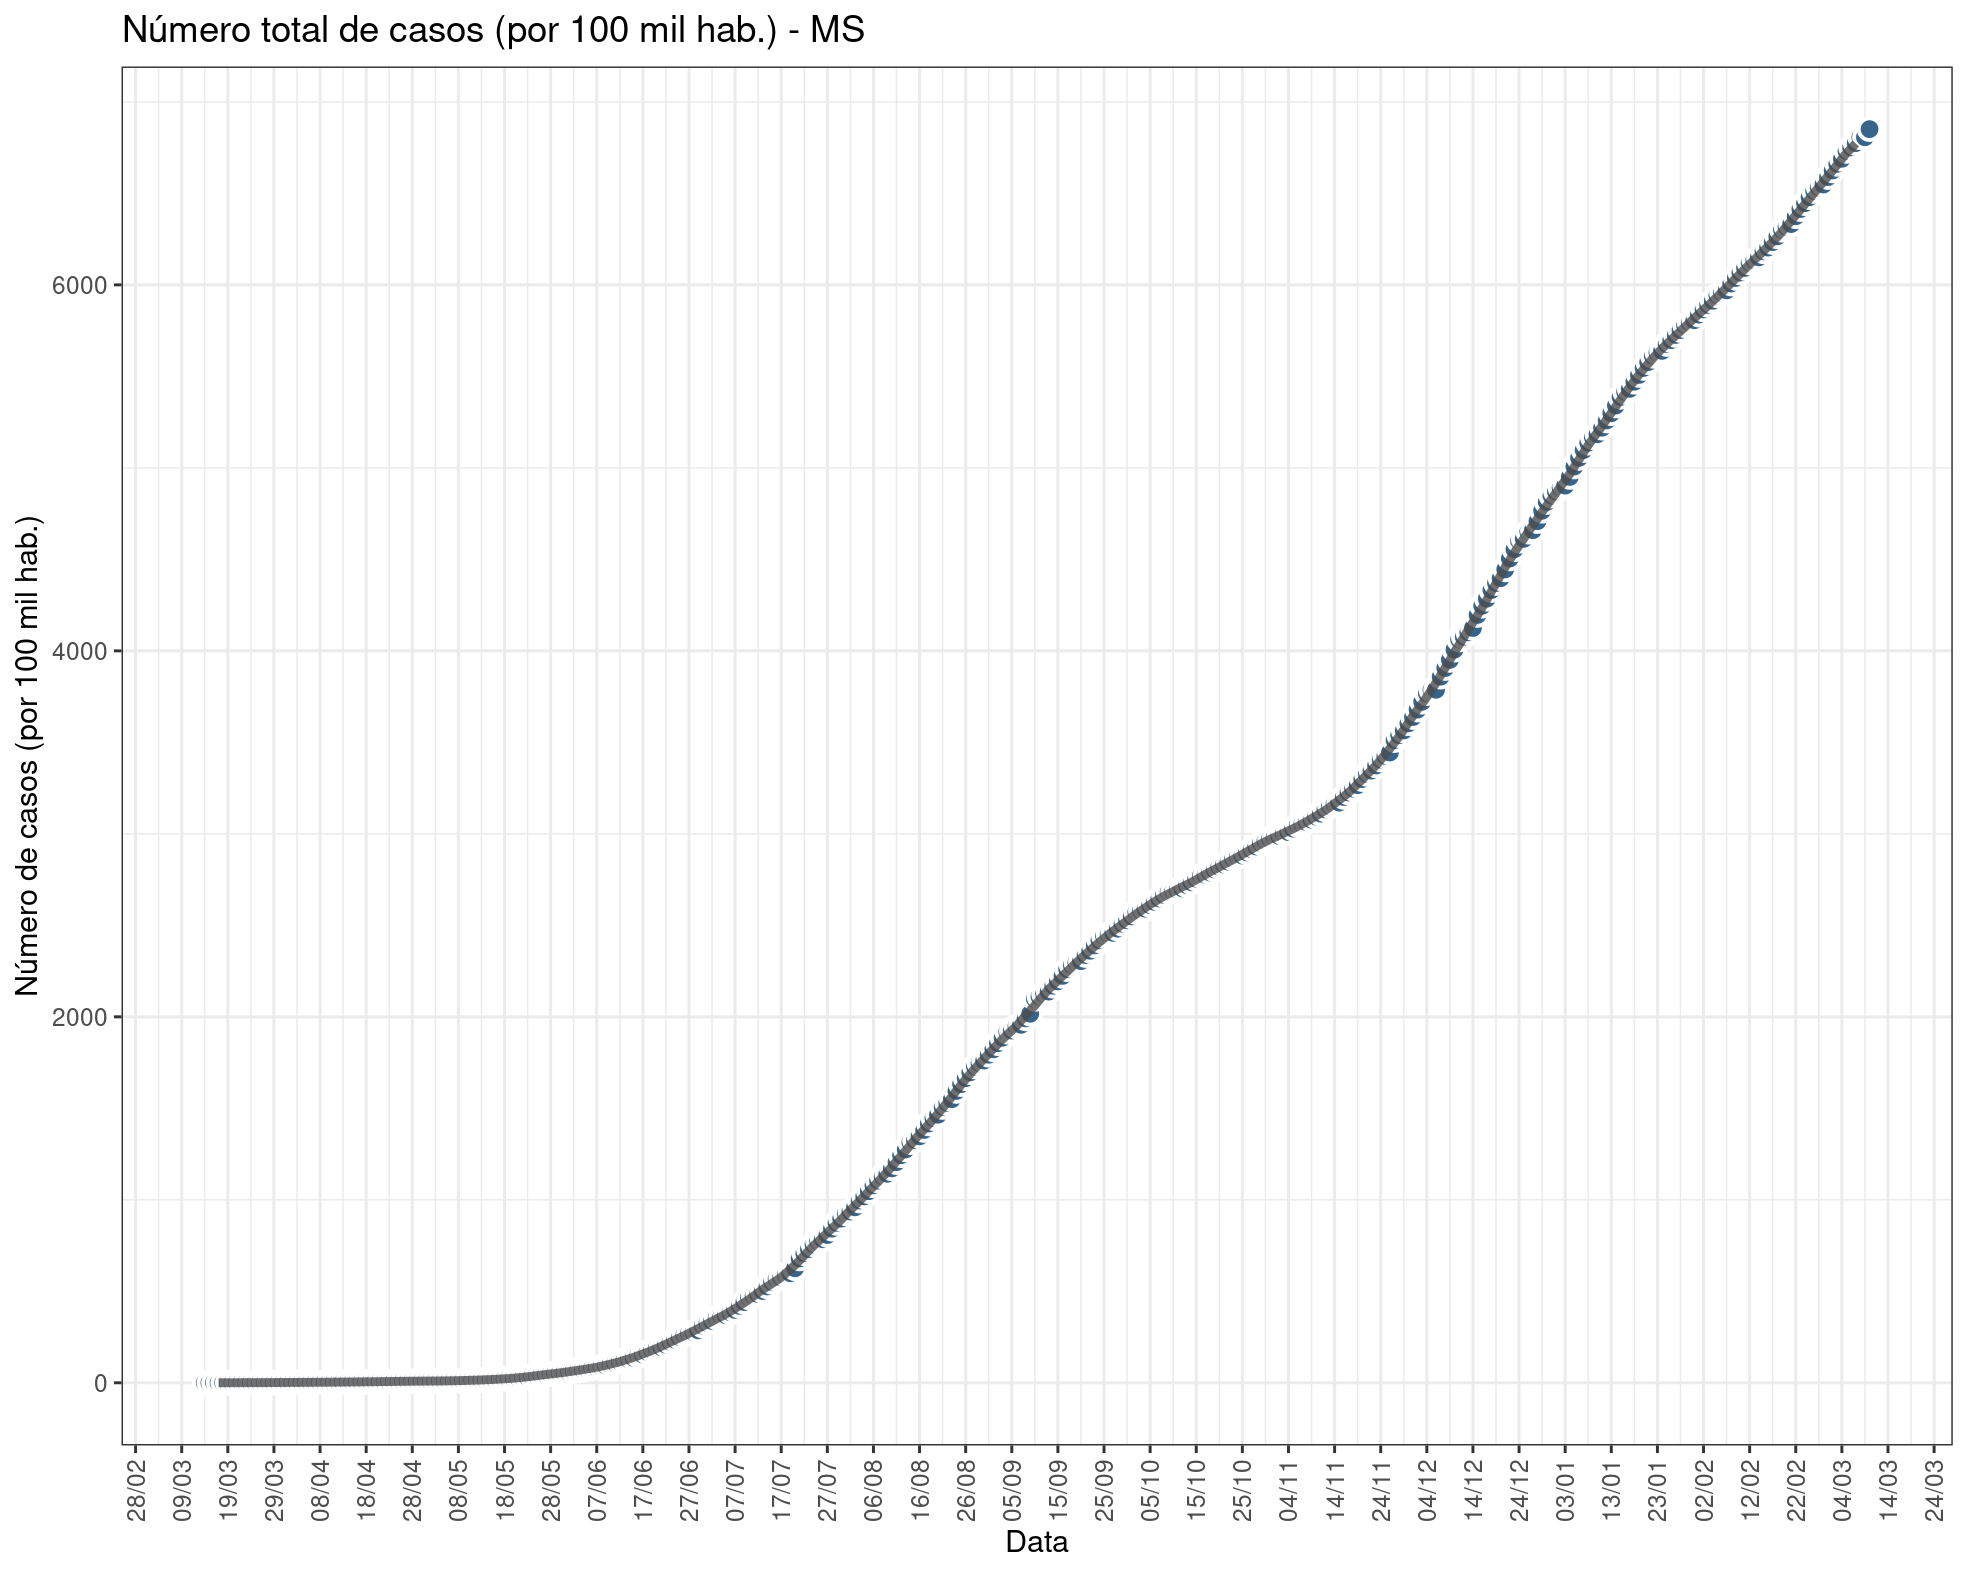 Número total de casos (por 100 mil hab.) - MS
Número de casos (por 100 mil hab.)
6000
4000
2000
0
28/02 09/03 19/03 29/03 08/04 18/04 28/04 08/05 18/05 28/05 07/06 17/06 27/06 07/07 17/07 27/07 06/08 16/08 26/08 05/09 15/09 25/09 05/10 15/10 25/10 04/11 14/11 24/11 04/12 14/12 24/12 03/01 13/01 23/01 02/02 12/02 22/02 04/03 14/03 24/03
Data